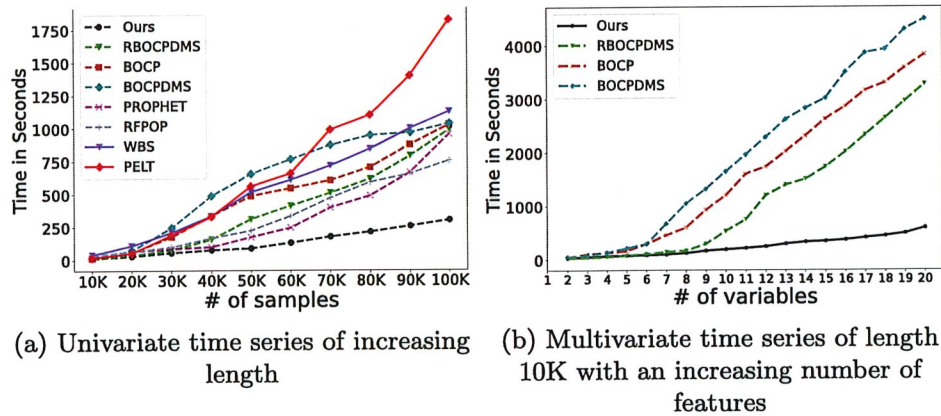 1750
1500
1250
1000
750
500
250
0
Time in Seconds
Ours
RBOCPDMS
BOCP
BOCPDMS
PROPHET
RFPOP
WBS
PELT
10K 20K 30K 40K 50K 60K 70K 80K 90K 100K
# of samples
(a) Univariate time series of increasing
length
4000
3000
2000
1000
0
Time in Seconds
Ours
RBOCPDMS
BOCP
BOCPDMS
1 2 3 4 5 6 7 8 9 10 11 12 13 14 15 16 17 18 19 20
# of variables
(b) Multivariate time series of length
10K with an increasing number of
features